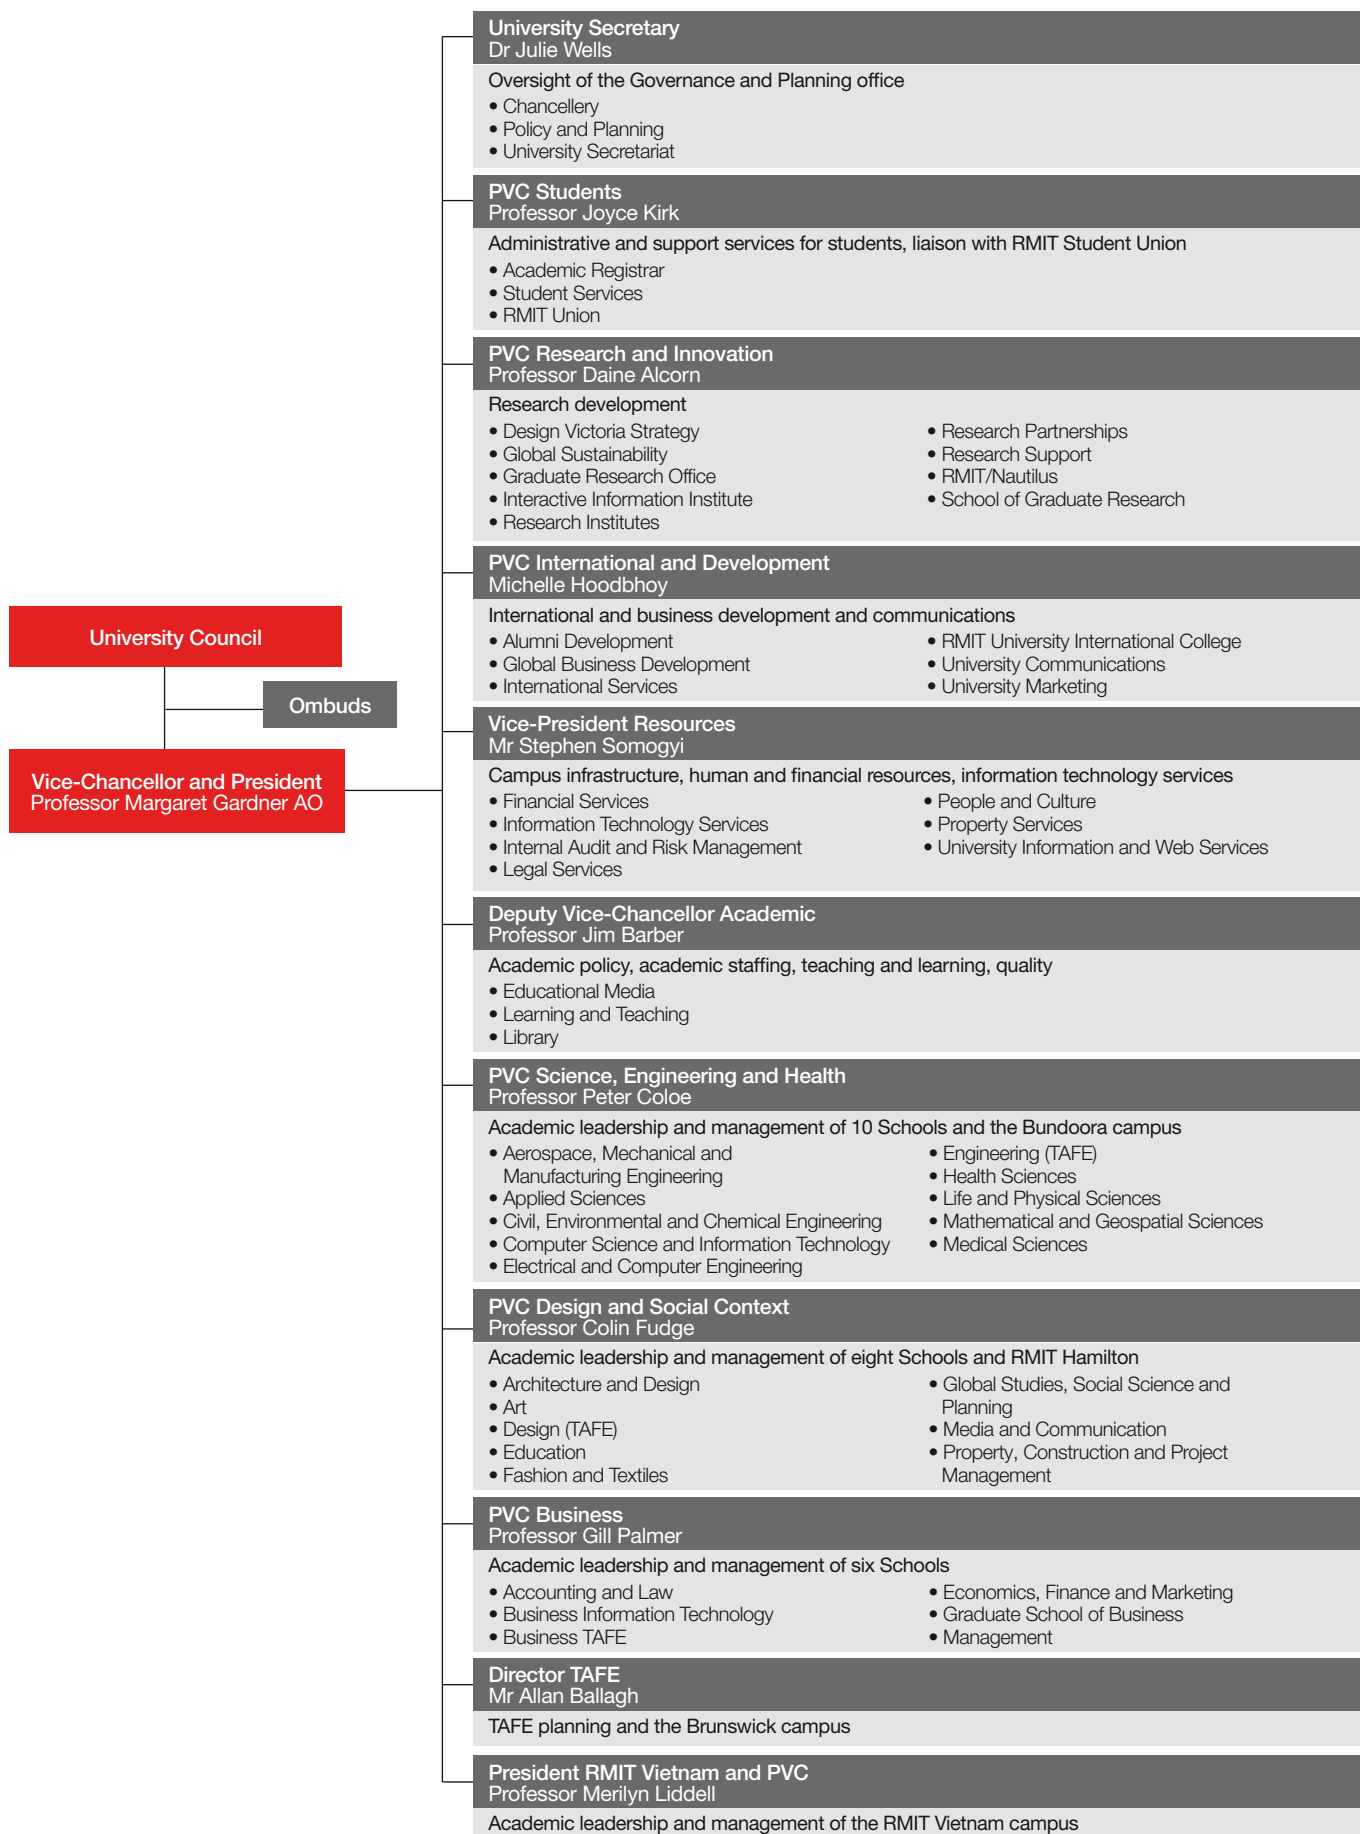 University Council
Ombuds
Vice-Chancellor and President
Professor Margaret Gardner AO
University Secretary
Dr Julie Wells
Oversight of the Governance and Planning office
• Chancellery
• Policy and Planning
• University Secretariat
PVC Students
Professor Joyce Kirk
Administrative and support services for students, liaison with RMIT Student Union
• Academic Registrar
• Student Services
• RMIT Union
PVC Research and Innovation
Professor Daine Alcorn
Research development
• Design Victoria Strategy
• Global Sustainability
• Graduate Research Office
• Interactive Information Institute
• Research Institutes
• Research Partnerships
• Research Support
• RMIT/Nautilus
• School of Graduate Research
PVC International and Development
Michelle Hoodbhoy
International and business development and communications
• Alumni Development
• Global Business Development
• International Services
• RMIT University International College
• University Communications
• University Marketing
Vice-President Resources
Mr Stephen Somogyi
Campus infrastructure, human and financial resources, information technology services
• Financial Services
• Information Technology Services
• Internal Audit and Risk Management
• Legal Services
• People and Culture
• Property Services
• University Information and Web Services
Deputy Vice-Chancellor Academic
Professor Jim Barber
Academic policy, academic staffing, teaching and learning, quality
• Educational Media
• Learning and Teaching
• Library
PVC Science, Engineering and Health
Professor Peter Coloe
Academic leadership and management of 10 Schools and the Bundoora campus
• Aerospace, Mechanical and
Manufacturing Engineering
• Applied Sciences
• Civil, Environmental and Chemical Engineering
• Computer Science and Information Technology
• Electrical and Computer Engineering
• Engineering (TAFE)
• Health Sciences
• Life and Physical Sciences
• Mathematical and Geospatial Sciences
• Medical Sciences
PVC Design and Social Context
Professor Colin Fudge
Academic leadership and management of eight Schools and RMIT Hamilton
• Architecture and Design
• Art
• Design (TAFE)
• Education
• Fashion and Textiles
• Global Studies, Social Science and
Planning
• Media and Communication
• Property, Construction and Project
Management
PVC Business
Professor Gill Palmer
Academic leadership and management of six Schools
• Accounting and Law
• Business Information Technology
• Business TAFE
• Economics, Finance and Marketing
• Graduate School of Business
• Management
Director TAFE
Mr Allan Ballagh
TAFE planning and the Brunswick campus
President RMIT Vietnam and PVC
Professor Merilyn Liddell
Academic leadership and management of the RMIT Vietnam campus